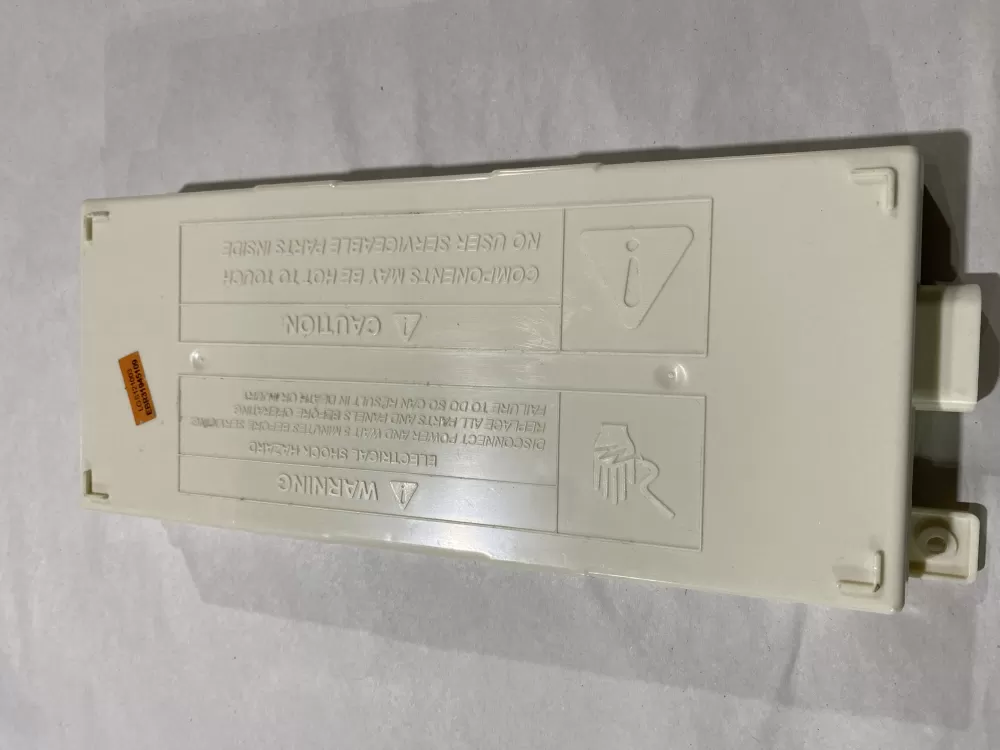 WARNING
ELECTRICAL SHOCK HAZARD
DISCONNECT POWER AND WAIT 5 MINUTES BEFORE SERVICING
REPLACE ALL PARTS AND PANELS BEFORE OPERATING
FAILURE TO DO SO CAN RESULT IN DEATH OR INJURY
CAUTION
COMPONENTS MAY BE HOT TO TOUCH
NO USER SERVICEABLE PARTS INSIDE